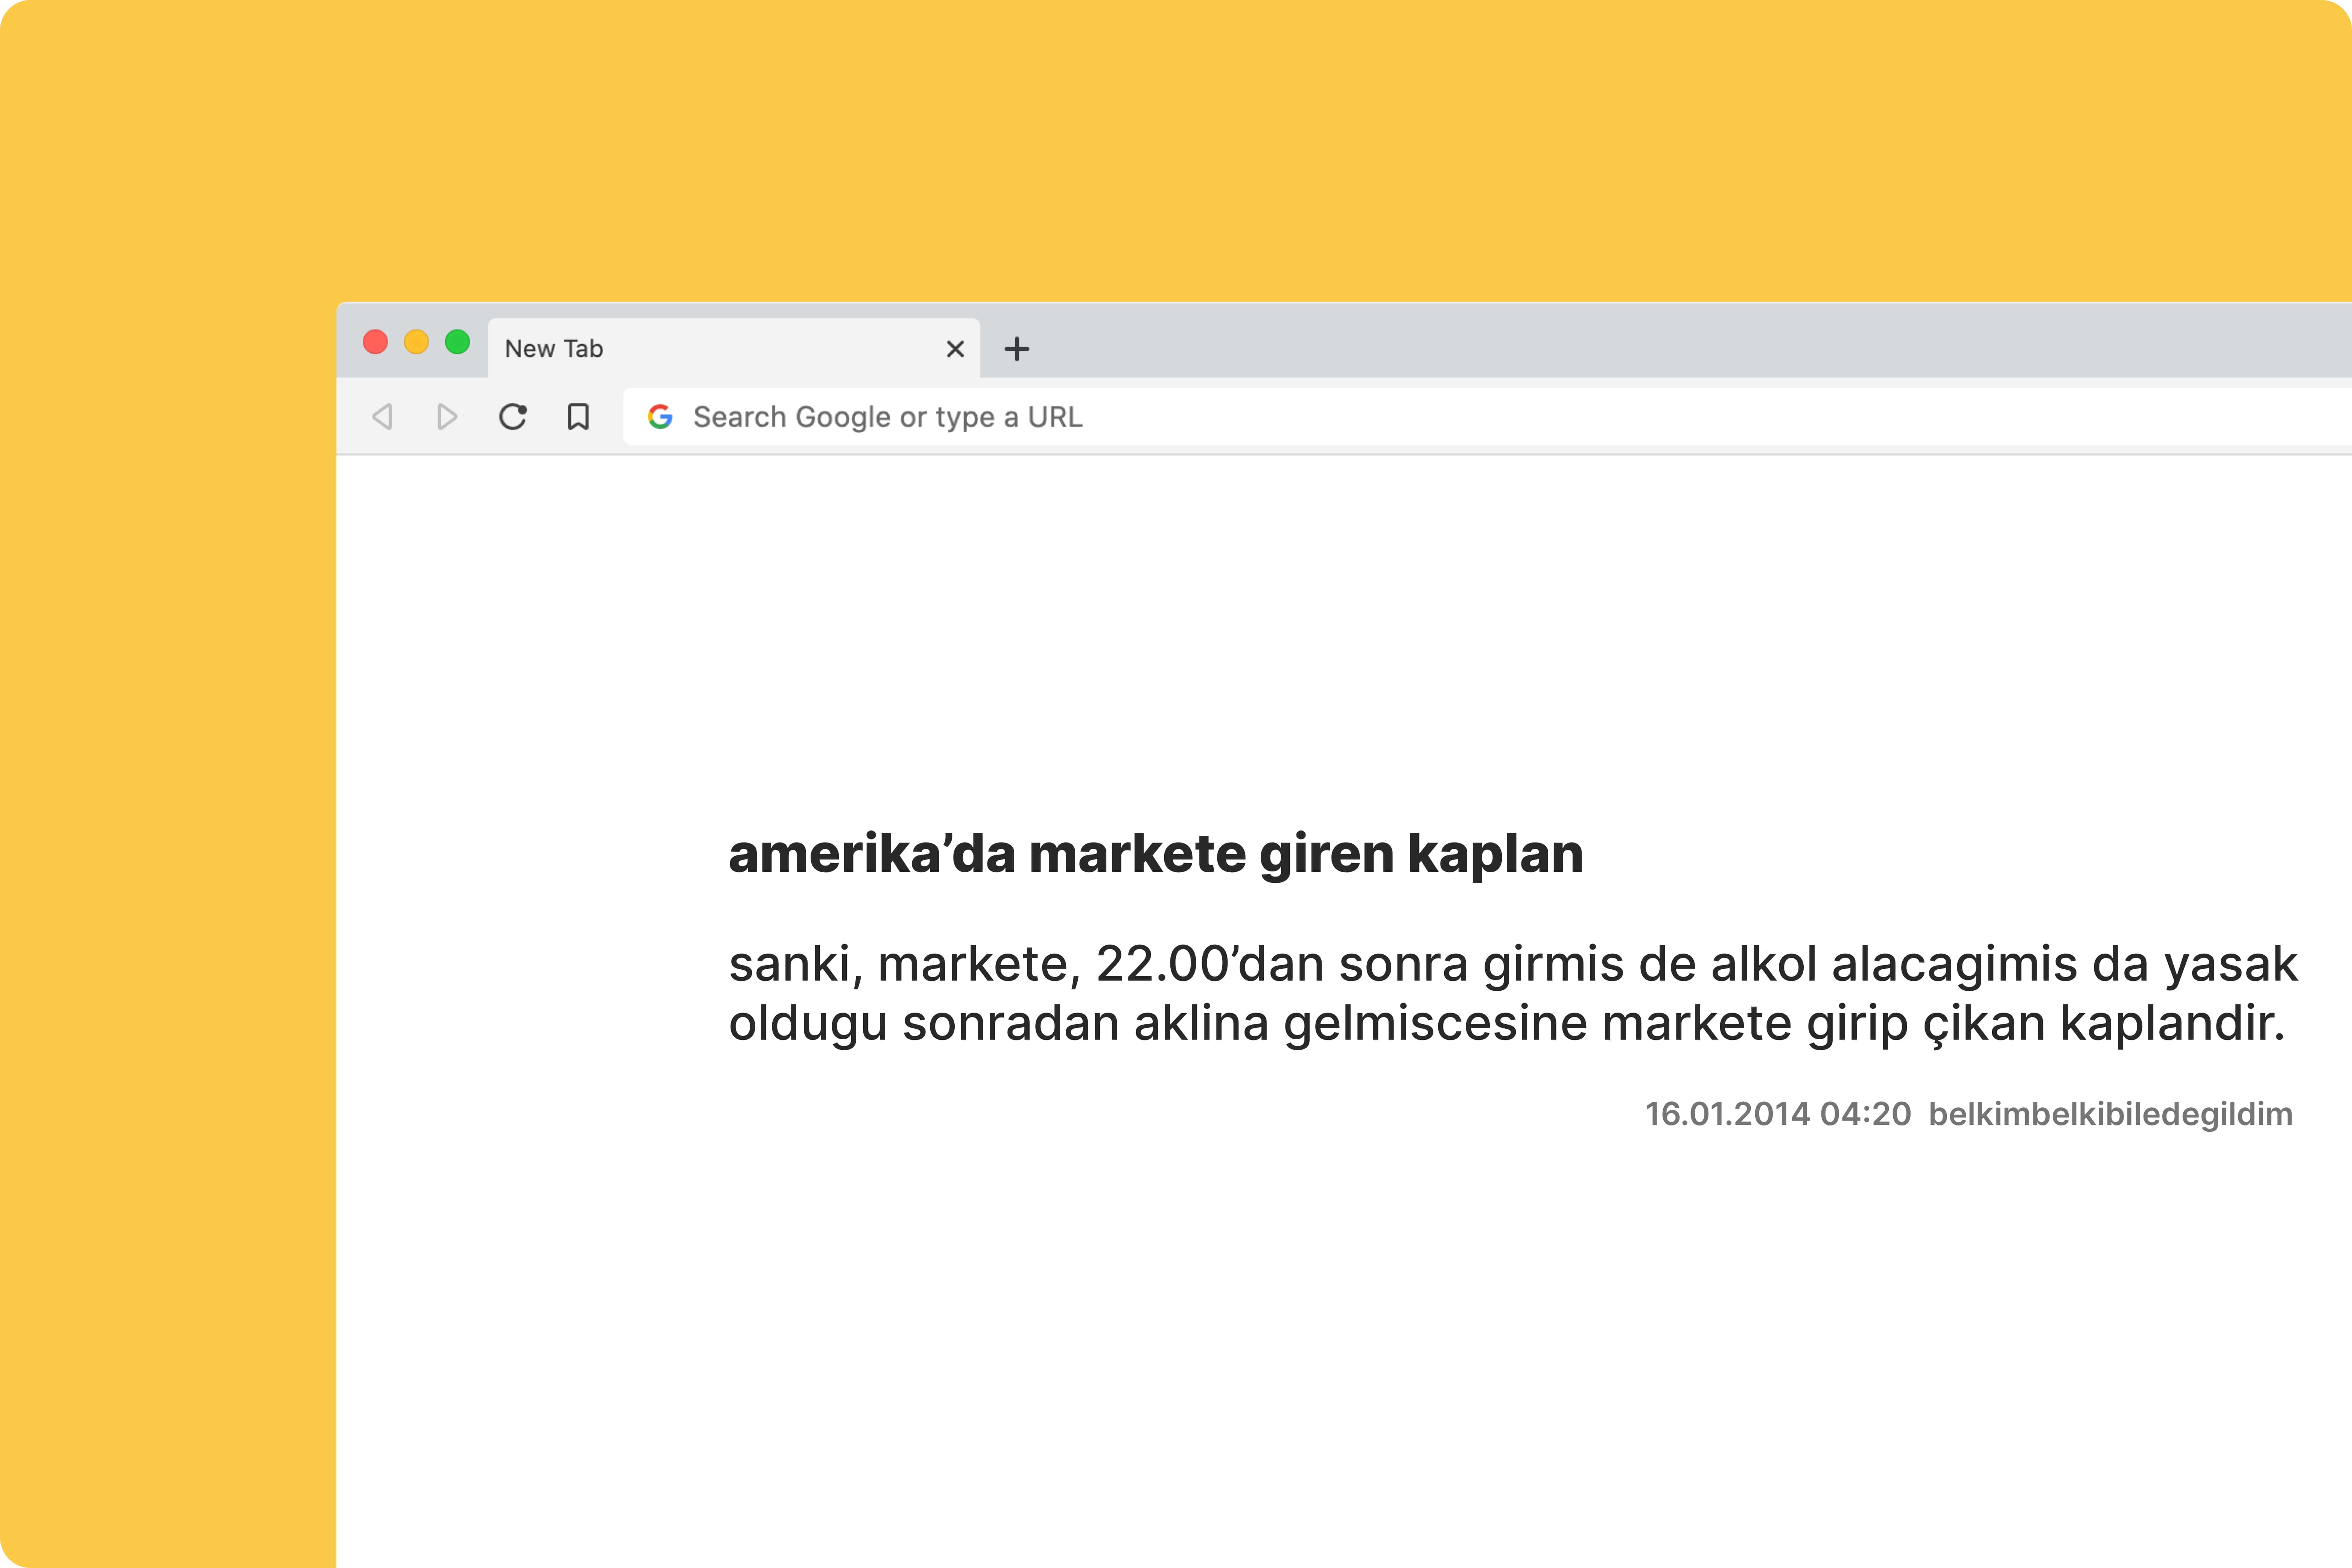 New Tab
Search Google or type a URL
amerika’da markete giren kaplan
sanki, markete, 22.00’dan sonra girmis de alkol alacagimis da yasak
oldugu sonradan aklina gelmiscesine markete girip çikan kaplandir.
16.01.2014 04:20 belkimbelkibiledegildim